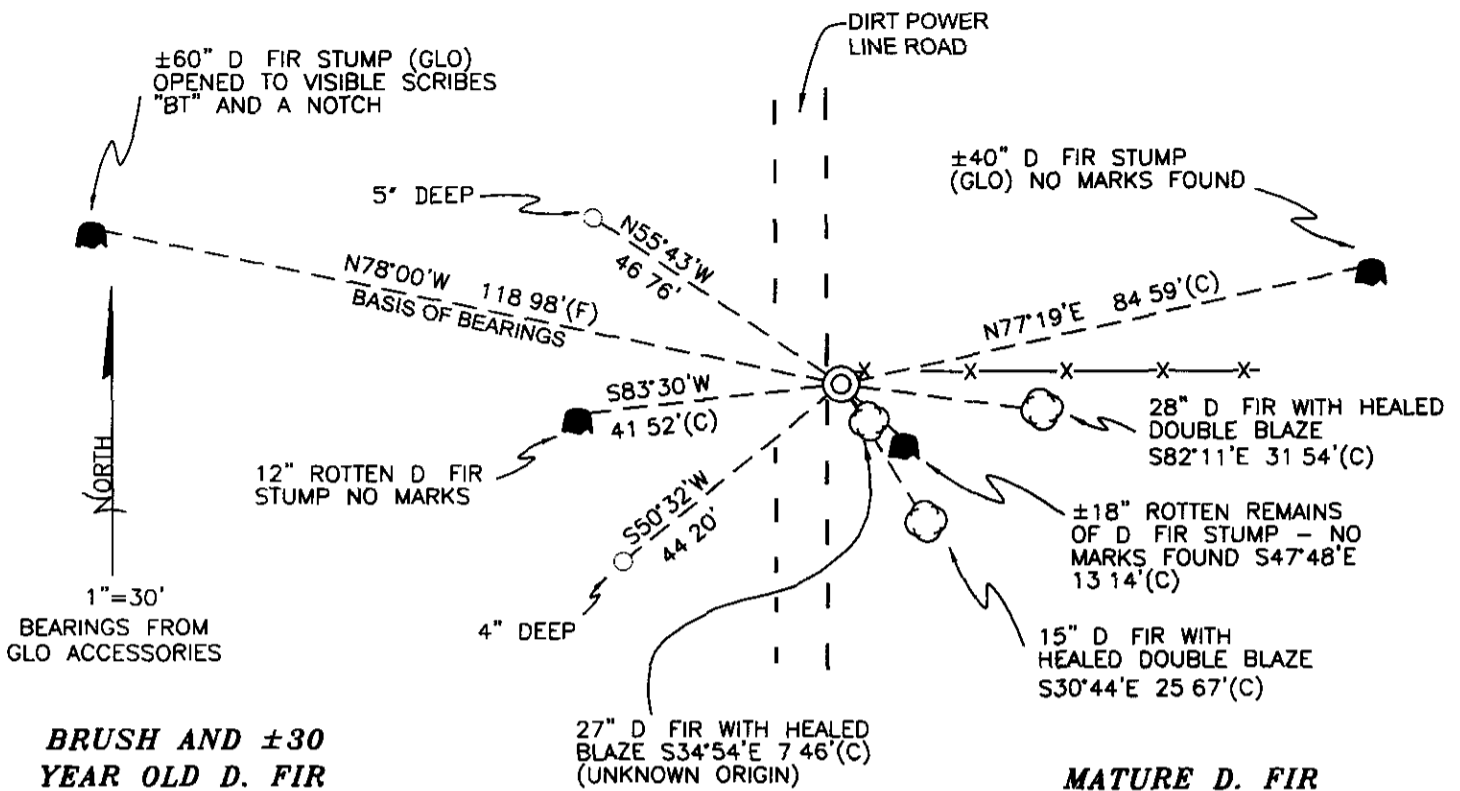 DIRT POWER
LINE ROAD
±60" D FIR STUMP (GLO)
OPENED TO VISIBLE SCRIBES
"BT" AND A NOTCH
±40" D FIR STUMP
(GLO) NO MARKS FOUND
5" DEEP
N55°43'W
46 76'
N78°00'W 118 98'(F)
BASIS OF BEARINGS
N77°19'E 84 59'(C)
X X X X X
S83°30'W
41 52'(C)
28" D FIR WITH HEALED
DOUBLE BLAZE
S82°11'E 31 54'(C)
12" ROTTEN D FIR
STUMP NO MARKS
NORTH
S50°32'W
44 20'
±18" ROTTEN REMAINS
OF D FIR STUMP – NO
MARKS FOUND S47°48'E
13 14'(C)
1"=30'
BEARINGS FROM
GLO ACCESSORIES
4" DEEP
15" D FIR WITH
HEALED DOUBLE BLAZE
S30°44'E 25 67'(C)
27" D FIR WITH HEALED
BLAZE S34°54'E 7 46'(C)
(UNKNOWN ORIGIN)
BRUSH AND ±30
YEAR OLD D. FIR
MATURE D. FIR